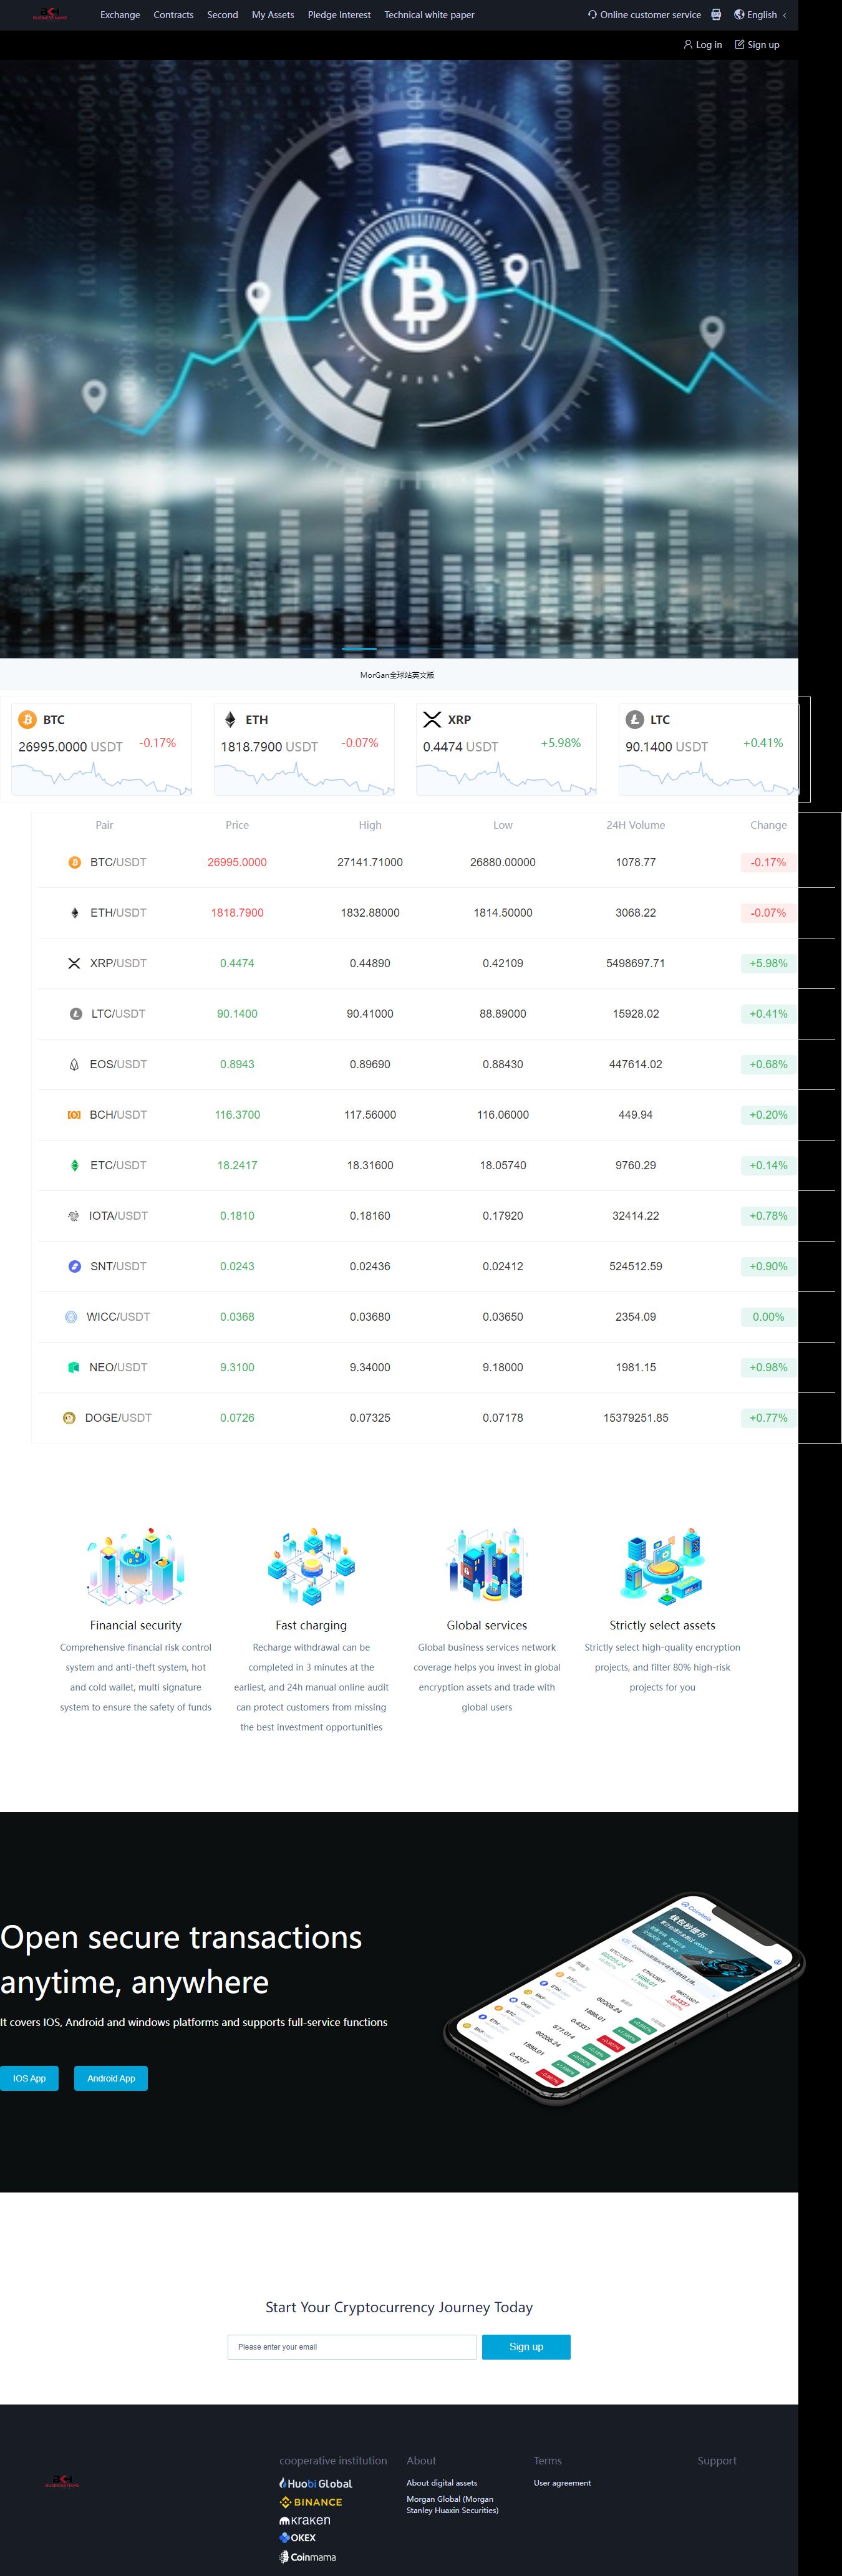 Exchange Contracts Second My Assets Pledge Interest Technical white paper Online customer service English
Log in Sign up
MorGan全球站英文版
BTC
26995.0000 USDT -0.17%
ETH
1818.7900 USDT -0.07%
XRP
0.4474 USDT +5.98%
LTC
90.1400 USDT +0.41%
Pair Price High Low 24H Volume Change
BTC/USDT 26995.0000 27141.71000 26880.00000 1078.77 -0.17%
ETH/USDT 1818.7900 1832.88000 1814.50000 3068.22 -0.07%
XRP/USDT 0.4474 0.44890 0.42109 5498697.71 +5.98%
LTC/USDT 90.1400 90.41000 88.89000 15928.02 +0.41%
EOS/USDT 0.8943 0.89690 0.88430 447614.02 +0.68%
BCH/USDT 116.3700 117.56000 116.06000 449.94 +0.20%
ETC/USDT 18.2417 18.31600 18.05740 9760.29 +0.14%
IOTA/USDT 0.1810 0.18160 0.17920 32414.22 +0.78%
SNT/USDT 0.0243 0.02436 0.02412 524512.59 +0.90%
WICC/USDT 0.0368 0.03680 0.03650 2354.09 0.00%
NEO/USDT 9.3100 9.34000 9.18000 1981.15 +0.98%
DOGE/USDT 0.0726 0.07325 0.07178 15379251.85 +0.77%
Financial security
Comprehensive financial risk control
system and anti-theft system, hot
and cold wallet, multi signature
system to ensure the safety of funds
Fast charging
Recharge withdrawal can be
completed in 3 minutes at the
earliest, and 24h manual online audit
can protect customers from missing
the best investment opportunities
Global services
Global business services network
coverage helps you invest in global
encryption assets and trade with
global users
Strictly select assets
Strictly select high-quality encryption
projects, and filter 80% high-risk
projects for you
Open secure transactions
anytime, anywhere
It covers IOS, Android and windows platforms and supports full-service functions
IOS App Android App
Start Your Cryptocurrency Journey Today
Please enter your email Sign up
cooperative institution
Huobi Global
BINANCE
kraken
OKEX
Coinmama
About
About digital assets
Morgan Global (Morgan
Stanley Huaxin Securities)
Terms
User agreement
Support